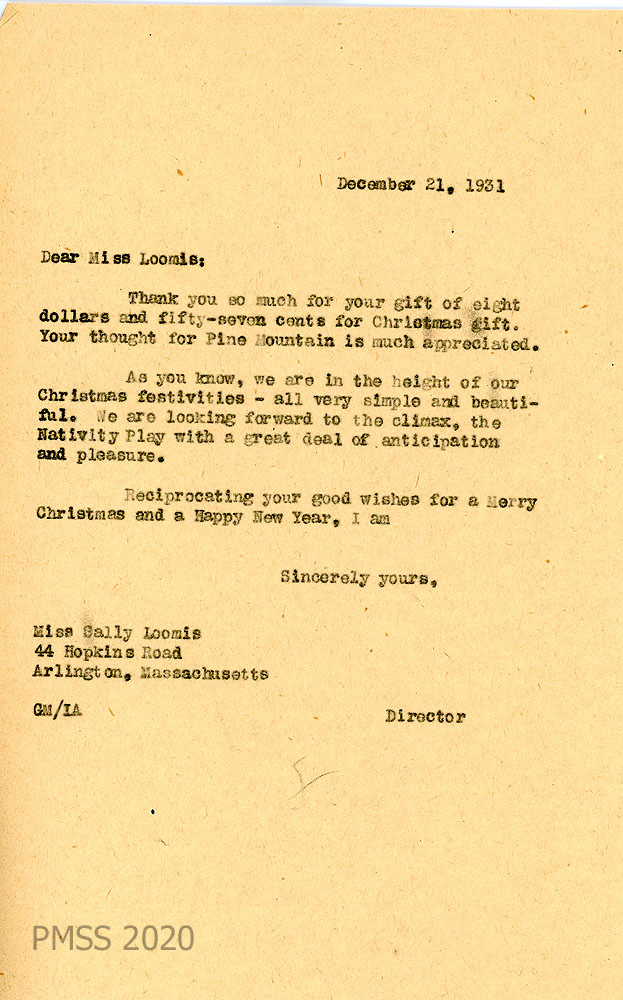 December 21, 1931
Dear Miss Loomis:
Thank you so much for your gift of eight
dollars and fifty-seven cents for Christmas gift.
Your thought for Pine Mountain is much appreciated.
As you know, we are in the height of our
Christmas festivities - all very simple and beauti-
ful. We are looking forward to the climax, the
Nativity Play with a great deal of anticipation
and pleasure.
Reciprocating your good wishes for a Merry
Christmas and a Happy New Year, I am
Sincerely yours,
Miss Sally Loomis
44 Hopkins Road
Arlington, Massachusetts
GM/IA
Director
PMSS 2020